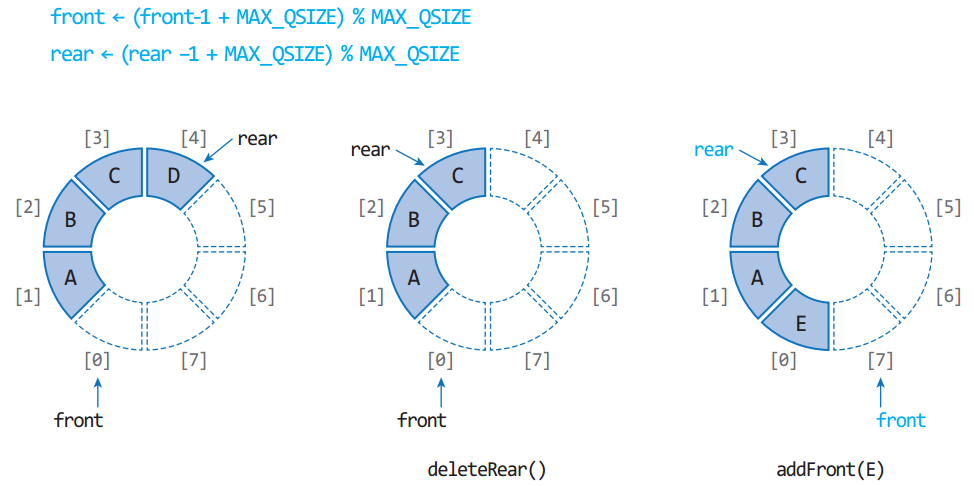 front ← (front-1 + MAX_QSIZE) % MAX_QSIZE
rear ← (rear -1 + MAX_QSIZE) % MAX_QSIZE
[3] [4] rear
C D
[2] [5]
B
A
[1] [6]
[0] [7]
front
rear [3] [4]
C
[2] [5]
B
A
[1] [6]
[0] [7]
front
deleteRear()
rear [3] [4]
C
[2] [5]
B
A
[1] [6]
E
[0] [7]
front
addFront(E)